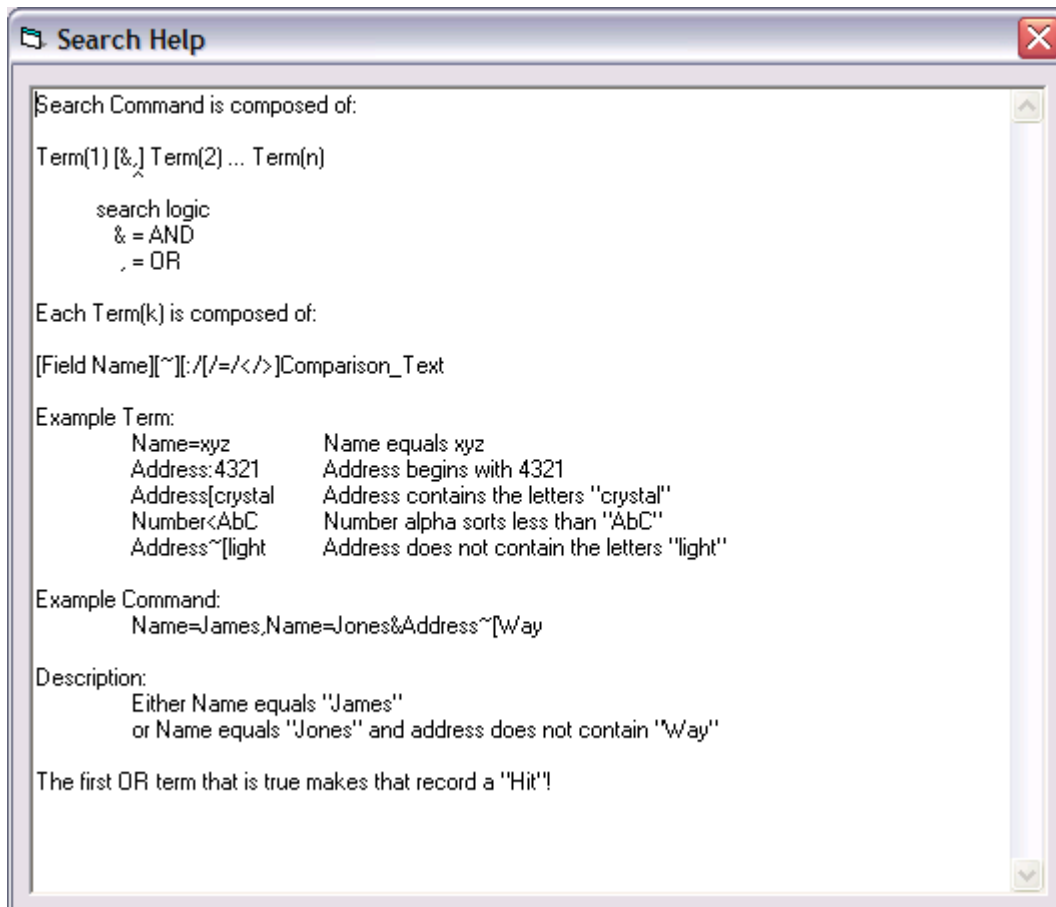 Search Help
Search Command is composed of:
Term(1) [&,] Term(2) ... Term(n)
^
search logic
& = AND
, = OR
Each Term(k) is composed of:
[Field Name][~][:/[/=/</>]Comparison_Text
Example Term:
Name=xyz Name equals xyz
Address:4321 Address begins with 4321
Address[crystal Address contains the letters "crystal"
Number<AbC Number alpha sorts less than "AbC"
Address~[light Address does not contain the letters "light"
Example Command:
Name=James,Name=Jones&Address~[Way
Description:
Either Name equals "James"
or Name equals "Jones" and address does not contain "Way"
The first OR term that is true makes that record a "Hit"!